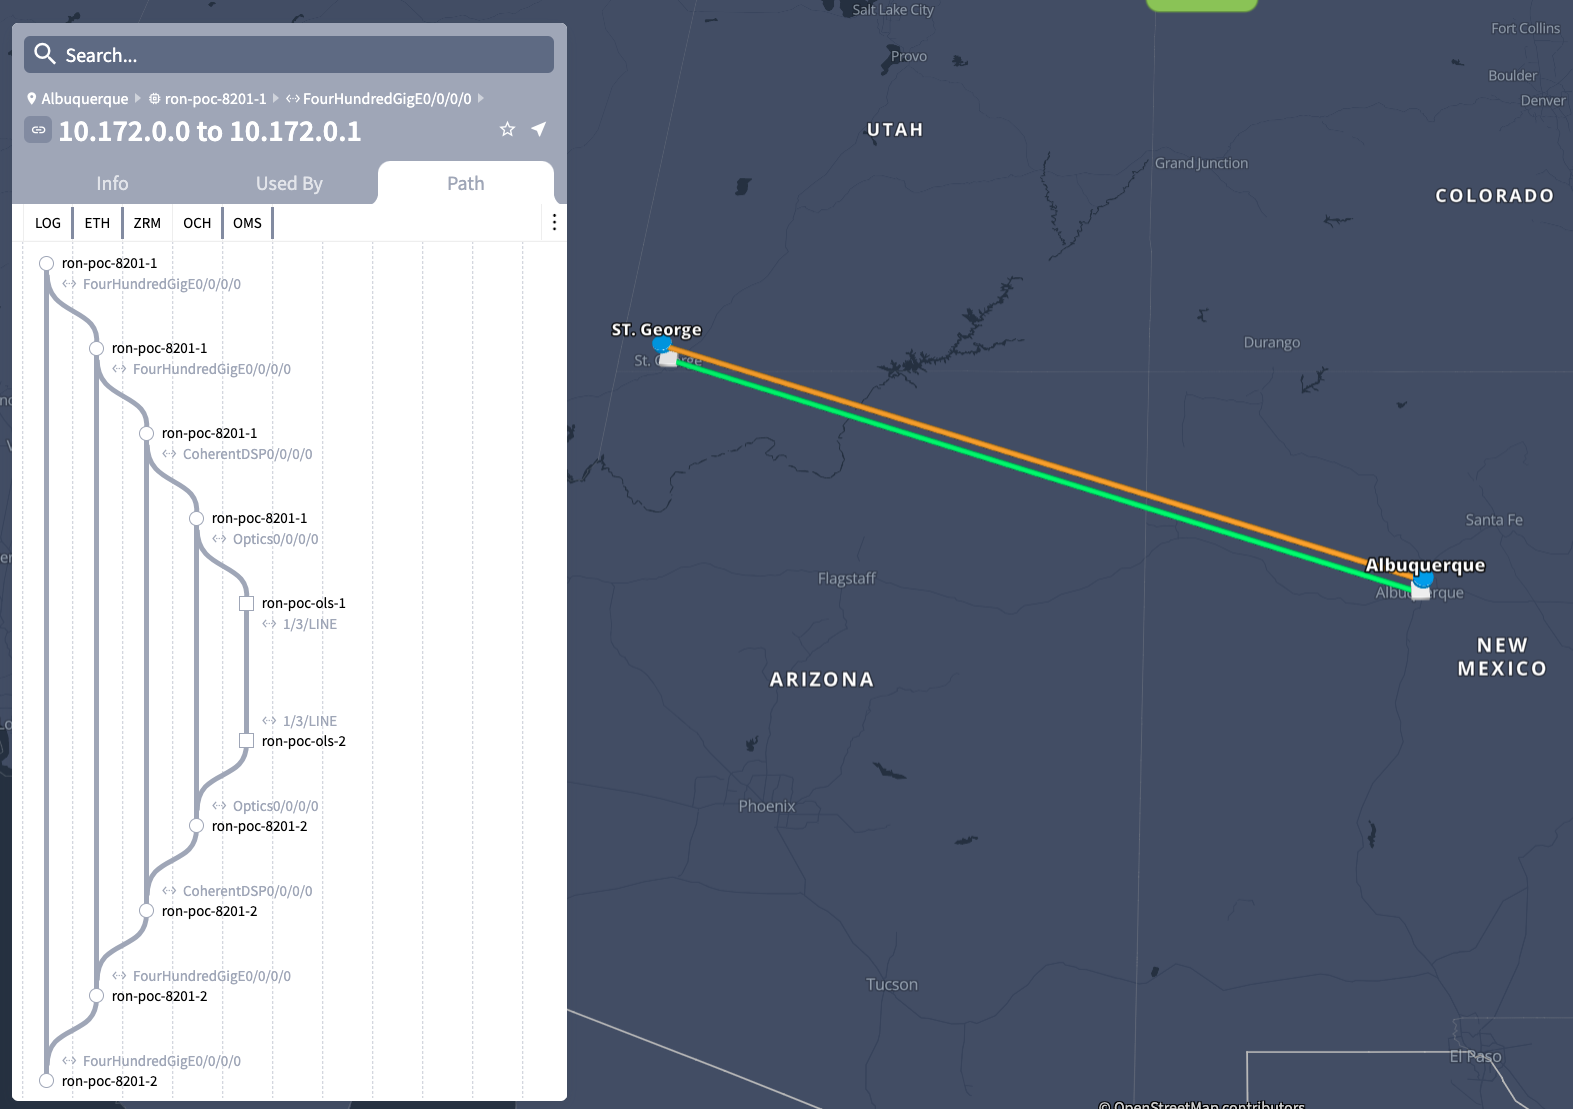 Search...
Albuquerque ron-poc-8201-1 FourHundredGigE0/0/0/0
10.172.0.0 to 10.172.0.1
Info Used By Path
LOG ETH ZRM OCH OMS
ron-poc-8201-1
FourHundredGigE0/0/0/0
ron-poc-8201-1
FourHundredGigE0/0/0/0
ron-poc-8201-1
CoherentDSP0/0/0/0
ron-poc-8201-1
Optics0/0/0/0
ron-poc-ols-1
1/3/LINE
1/3/LINE
ron-poc-ols-2
Optics0/0/0/0
ron-poc-8201-2
CoherentDSP0/0/0/0
ron-poc-8201-2
FourHundredGigE0/0/0/0
ron-poc-8201-2
FourHundredGigE0/0/0/0
ron-poc-8201-2
Salt Lake City
Fort Collins
Provo
Boulder
Denver
UTAH
Grand Junction
COLORADO
ST. George
St. George
Durango
Santa Fe
Albuquerque
Flagstaff
Albuquerque
NEW
MEXICO
ARIZONA
Phoenix
Tucson
El Paso
© OpenStreetMap contributors